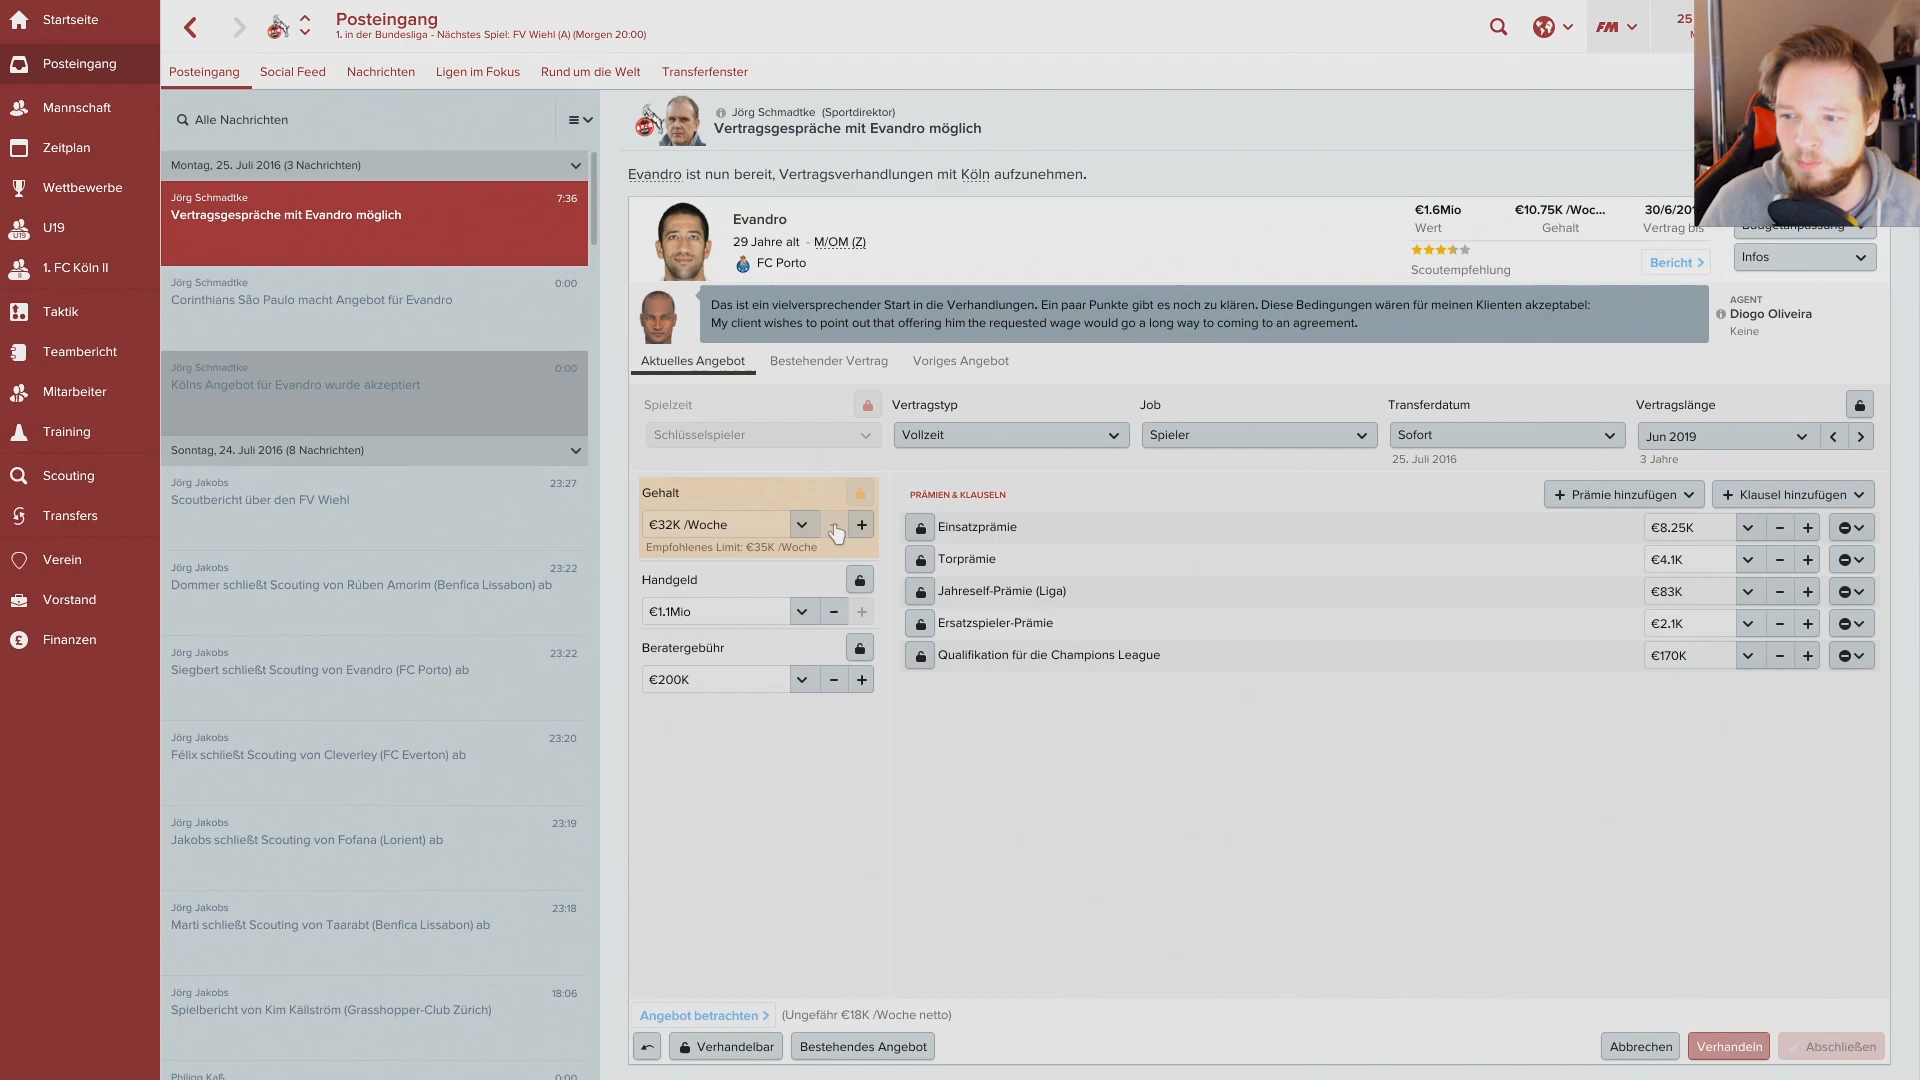 Startseite
Posteingang
Mannschaft
Zeitplan
Wettbewerbe
U19
1. FC Köln II
Taktik
Teambericht
Mitarbeiter
Training
Scouting
Transfers
Verein
Vorstand
Finanzen
Posteingang
1. in der Bundesliga - Nächstes Spiel: FV Wiehl (A) (Morgen 20:00)
FM
25
Posteingang Social Feed Nachrichten Ligen im Fokus Rund um die Welt Transferfenster
Alle Nachrichten
Montag, 25. Juli 2016 (3 Nachrichten)
Jörg Schmadtke 7:36
Vertragsgespräche mit Evandro möglich
Jörg Schmadtke 0:00
Corinthians São Paulo macht Angebot für Evandro
Jörg Schmadtke 0:00
Kölns Angebot für Evandro wurde akzeptiert
Sonntag, 24. Juli 2016 (8 Nachrichten)
Jörg Jakobs 23:27
Scoutbericht über den FV Wiehl
Jörg Jakobs 23:22
Dommer schließt Scouting von Rúben Amorim (Benfica Lissabon) ab
Jörg Jakobs 23:22
Siegbert schließt Scouting von Evandro (FC Porto) ab
Jörg Jakobs 23:20
Félix schließt Scouting von Cleverley (FC Everton) ab
Jörg Jakobs 23:19
Jakobs schließt Scouting von Fofana (Lorient) ab
Jörg Jakobs 23:18
Marti schließt Scouting von Taarabt (Benfica Lissabon) ab
Jörg Jakobs 18:06
Spielbericht von Kim Källström (Grasshopper-Club Zürich)
Philipp Kaß 0:00
Jörg Schmadtke (Sportdirektor)
Vertragsgespräche mit Evandro möglich
Evandro ist nun bereit, Vertragsverhandlungen mit Köln aufzunehmen.
Evandro
29 Jahre alt - M/OM (Z)
FC Porto
€1.6Mio €10.75K /Woc... 30/6/201
Wert Gehalt Vertrag bis
Scoutempfehlung
Bericht
Budgetanpassung
Infos
Das ist ein vielversprechender Start in die Verhandlungen. Ein paar Punkte gibt es noch zu klären. Diese Bedingungen wären für meinen Klienten akzeptabel:
My client wishes to point out that offering him the requested wage would go a long way to coming to an agreement.
AGENT
Diogo Oliveira
Keine
Aktuelles Angebot Bestehender Vertrag Voriges Angebot
Spielzeit Vertragstyp Job Transferdatum Vertragslänge
Schlüsselspieler Vollzeit Spieler Sofort Jun 2019
25. Juli 2016 3 Jahre
Gehalt
€32K /Woche
Empfohlenes Limit: €35K /Woche
Handgeld
€1.1Mio
Beratergebühr
€200K
PRÄMIEN & KLAUSELN
Prämie hinzufügen Klausel hinzufügen
Einsatzprämie €8.25K
Torprämie €4.1K
Jahreself-Prämie (Liga) €83K
Ersatzspieler-Prämie €2.1K
Qualifikation für die Champions League €170K
Angebot betrachten (Ungefähr €18K /Woche netto)
Verhandelbar Bestehendes Angebot Abbrechen Verhandeln Abschließen